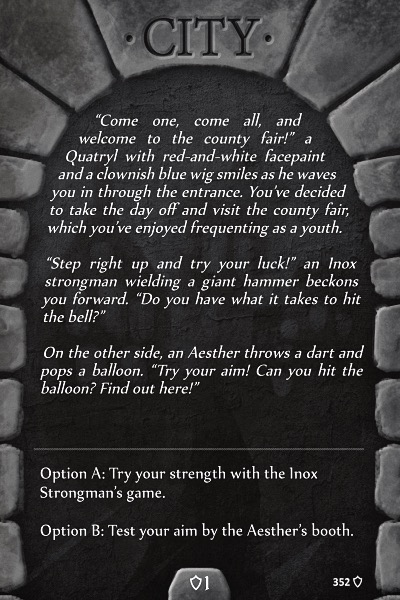 · CITY ·
“Come one, come all, and
welcome to the county fair!” a
Quatryl with red-and-white facepaint
and a clownish blue wig smiles as he waves
you in through the entrance. You’ve decided
to take the day off and visit the county fair,
which you’ve enjoyed frequenting as a youth.
“Step right up and try your luck!” an Inox
strongman wielding a giant hammer beckons
you forward. “Do you have what it takes to hit
the bell?”
On the other side, an Aesther throws a dart and
pops a balloon. “Try your aim! Can you hit the
balloon? Find out here!”
Option A: Try your strength with the Inox
Strongman’s game.
Option B: Test your aim by the Aesther’s booth.
1
352